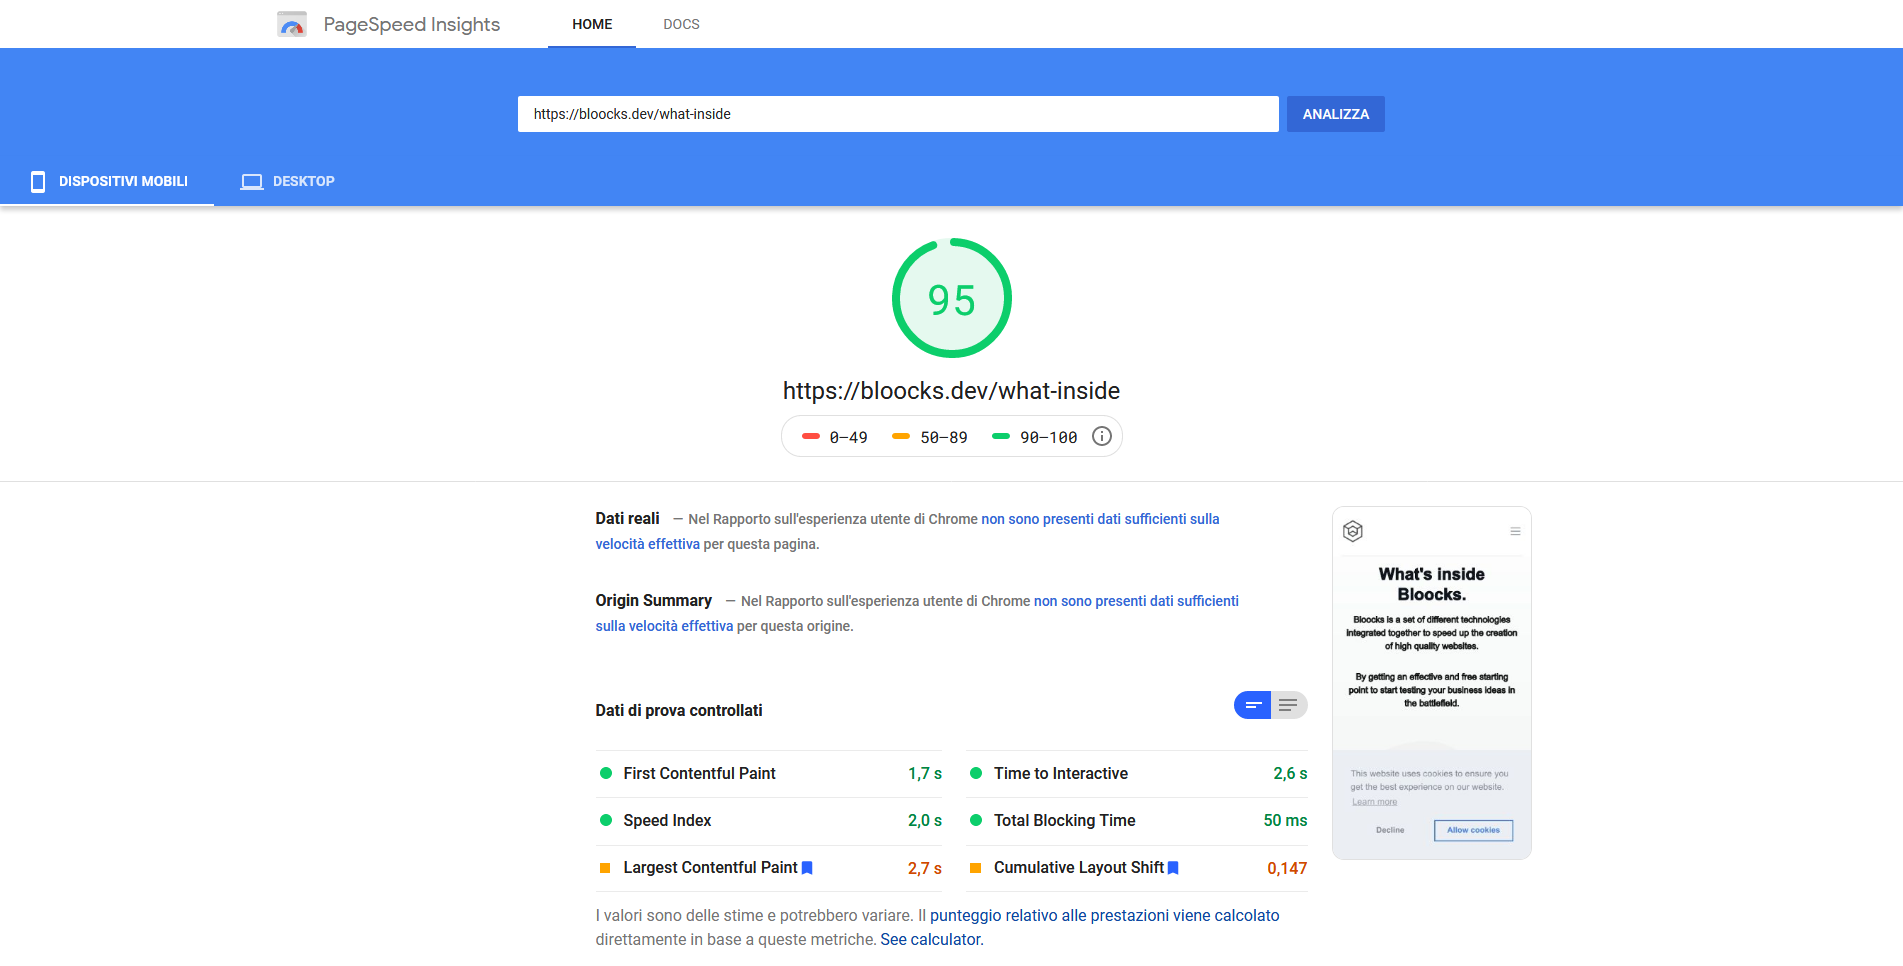 PageSpeed Insights
HOME
DOCS
https://bloocks.dev/what-inside
ANALIZZA
DISPOSITIVI MOBILI
DESKTOP
95
https://bloocks.dev/what-inside
0–49
50–89
90–100
Dati reali — Nel Rapporto sull'esperienza utente di Chrome non sono presenti dati sufficienti sulla
velocità effettiva per questa pagina.
Origin Summary — Nel Rapporto sull'esperienza utente di Chrome non sono presenti dati sufficienti
sulla velocità effettiva per questa origine.
Dati di prova controllati
First Contentful Paint 1,7 s
Time to Interactive 2,6 s
Speed Index 2,0 s
Total Blocking Time 50 ms
Largest Contentful Paint 2,7 s
Cumulative Layout Shift 0,147
I valori sono delle stime e potrebbero variare. Il punteggio relativo alle prestazioni viene calcolato
direttamente in base a queste metriche. See calculator.
What's inside
Bloocks.
Bloocks is a set of different technologies
integrated together to speed up the creation
of high quality websites.
By getting an effective and free starting
point to start testing your business ideas in
the battlefield.
This website uses cookies to ensure you
get the best experience on our website.
Learn more
Decline
Allow cookies